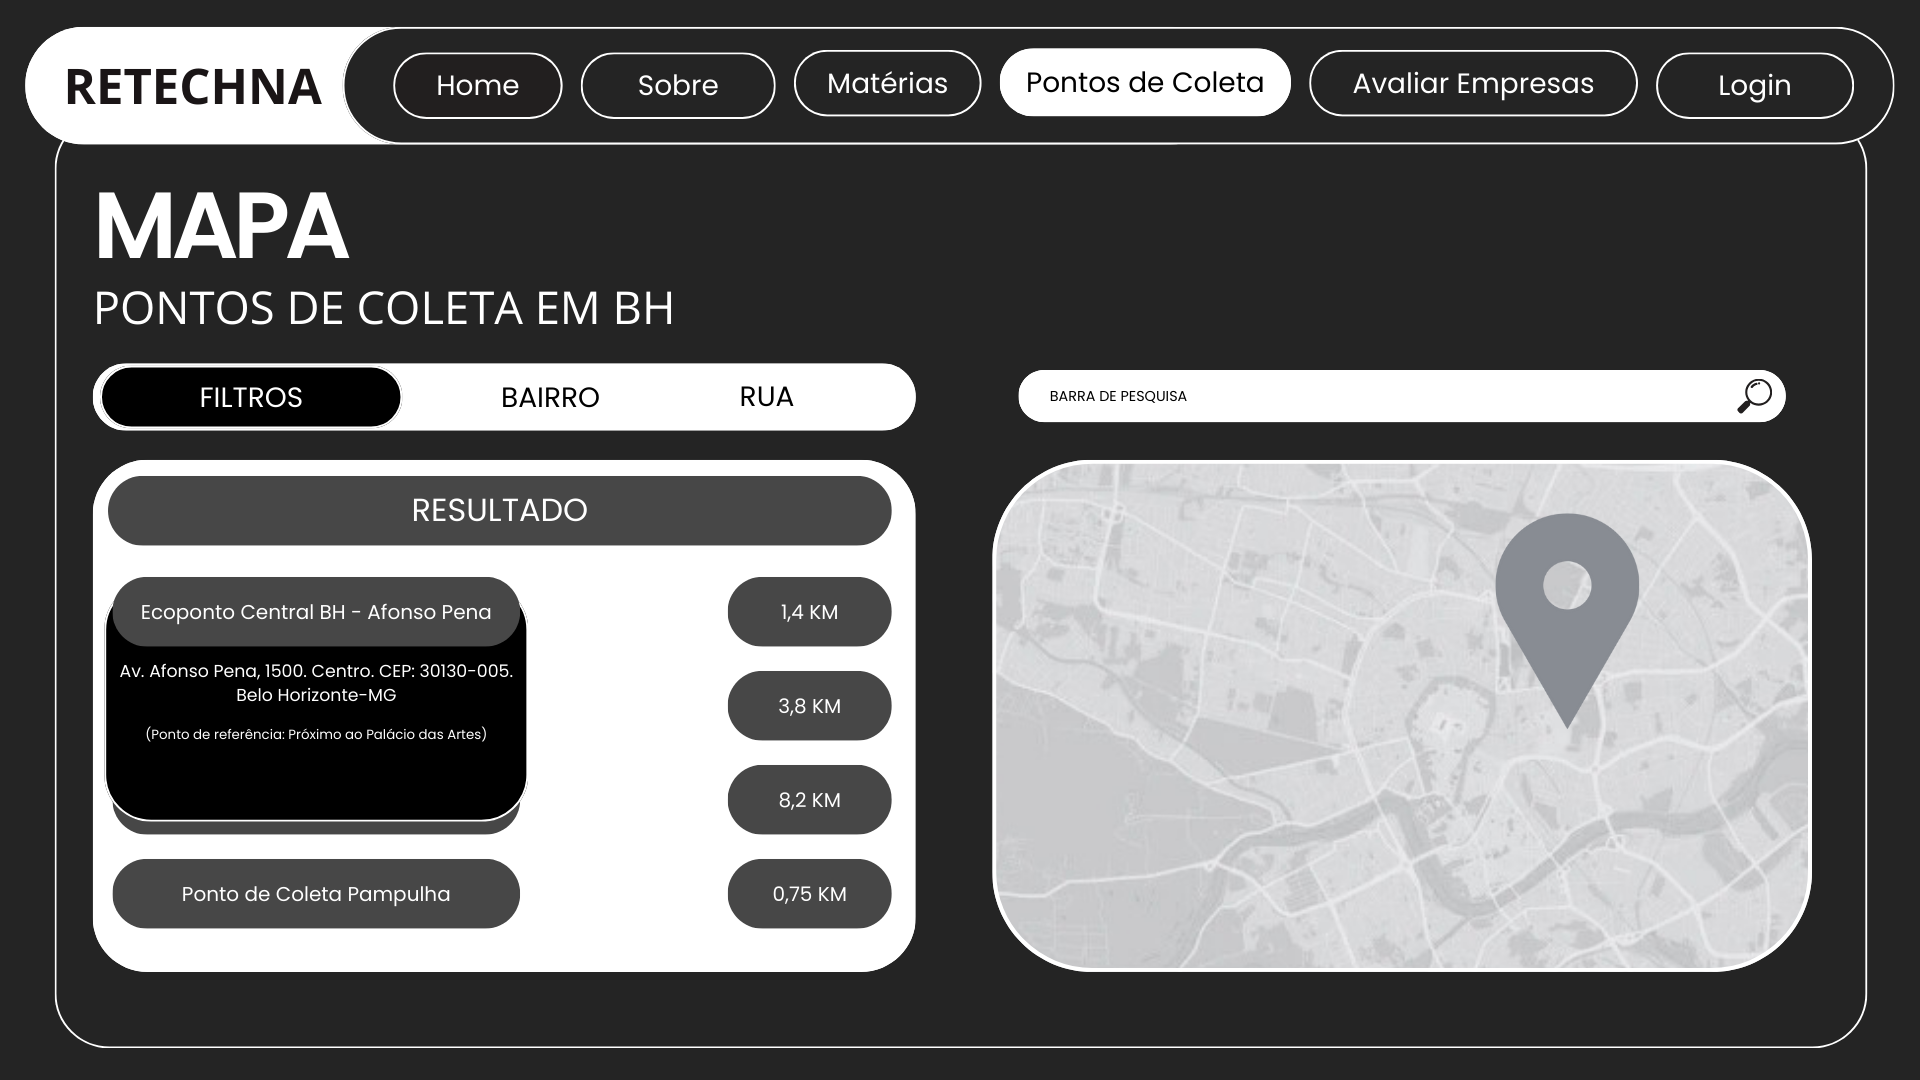 RETECHNA
Home
Sobre
Matérias
Pontos de Coleta
Avaliar Empresas
Login
MAPA
PONTOS DE COLETA EM BH
FILTROS
BAIRRO
RUA
BARRA DE PESQUISA
RESULTADO
Ecoponto Central BH - Afonso Pena
1,4 KM
Av. Afonso Pena, 1500. Centro. CEP: 30130-005.
Belo Horizonte-MG
(Ponto de referência: Próximo ao Palácio das Artes)
3,8 KM
8,2 KM
Ponto de Coleta Pampulha
0,75 KM